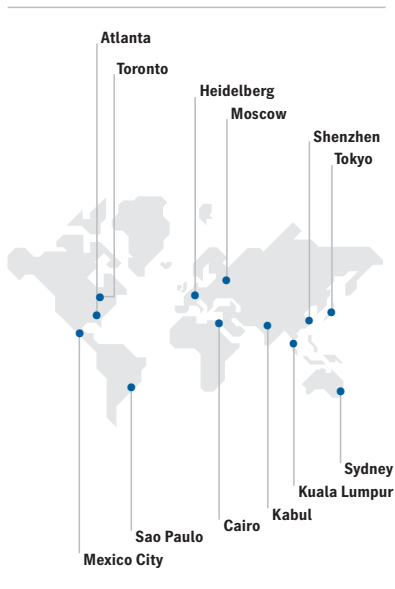 Atlanta
Toronto
Heidelberg
Moscow
Shenzhen
Tokyo
Sydney
Kuala Lumpur
Kabul
Cairo
Sao Paulo
Mexico City